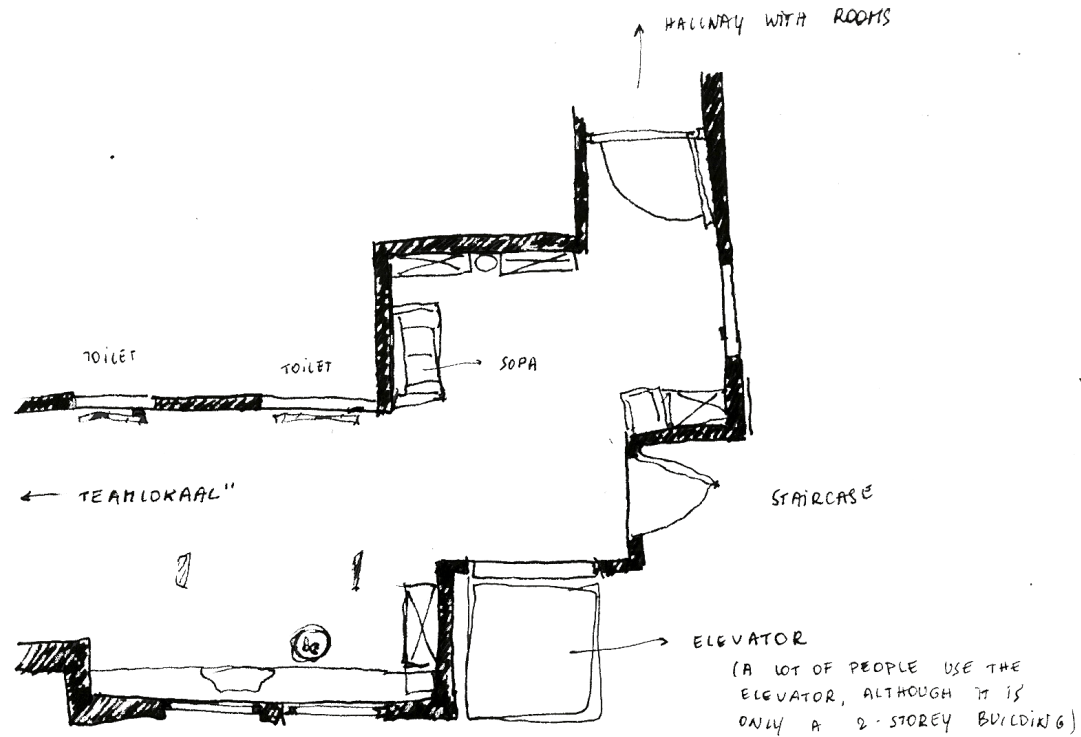 HALLWAY WITH ROOMS
TOILET
TOILET
SOPA
TEAMLOKAAL"
STAIRCASE
ELEVATOR
(A LOT OF PEOPLE USE THE
ELEVATOR, ALTHOUGH IT IS
ONLY A 2-STOREY BUILDING)